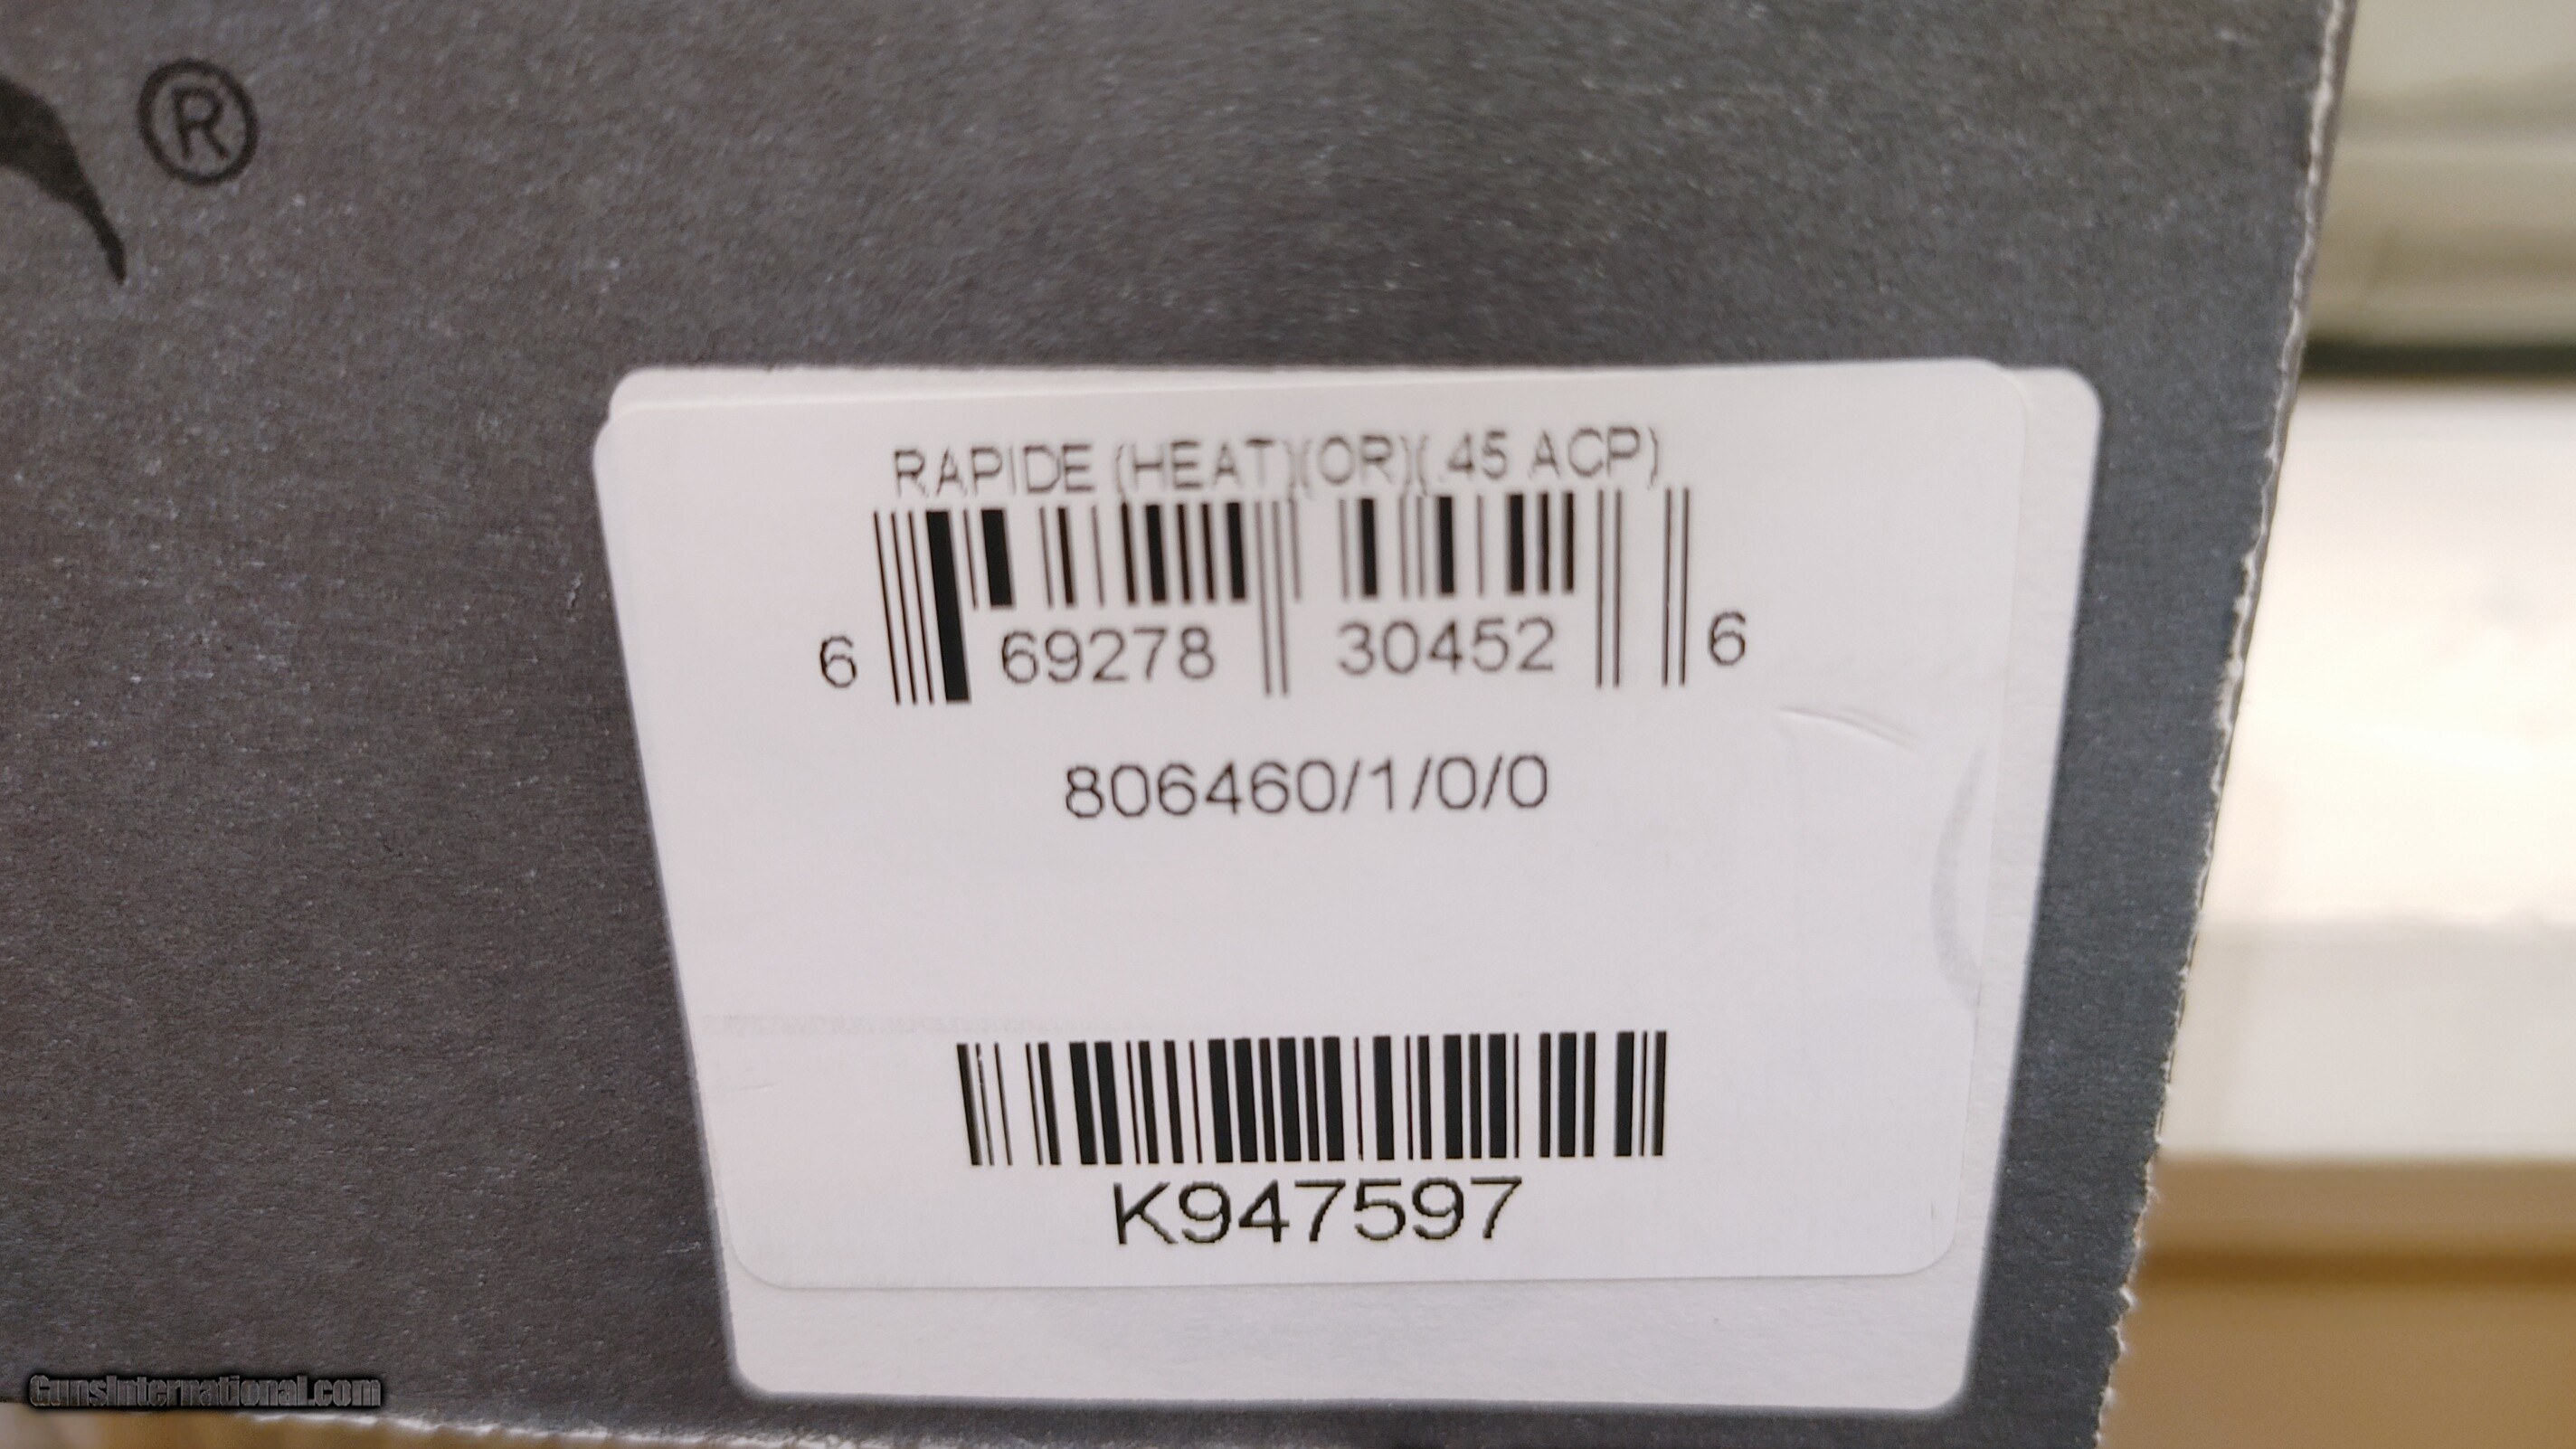 ®
RAPIDE (HEAT)(OR)(.45 ACP)
6 69278 30452 6
806460/1/0/0
K947597
GunsInternational.com